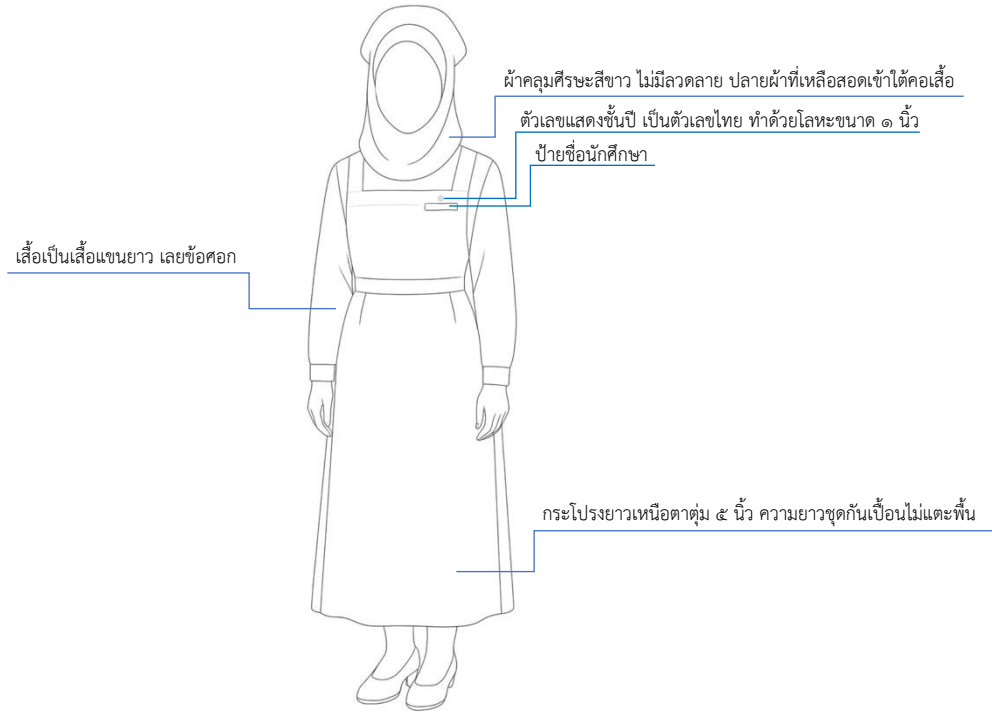 ผ้าคลุมศีรษะสีขาว ไม่มีลวดลาย ปลายผ้าที่เหลือสอดเข้าใต้คอเสื้อ
ตัวเลขแสดงชั้นปี เป็นตัวเลขไทย ทำด้วยโลหะขนาด ๑ นิ้ว
ป้ายชื่อนักศึกษา
เสื้อเป็นเสื้อแขนยาว เลยข้อศอก
กระโปรงยาวเหนือตาตุ่ม ๕ นิ้ว ความยาวชุดกันเปื้อนไม่แตะพื้น